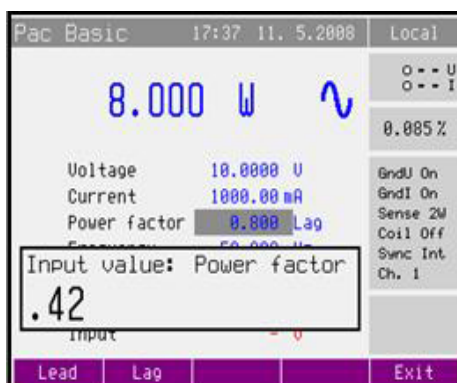 Pac Basic 17:37 11. 5.2008 Local
o-- U
o-- I
8.000 W
0.085 %
Voltage 10.0000 V
Current 1000.00 mA
Power factor 0.800 Lag
GndU On
GndI On
Sense 2W
Coil Off
Sync Int
Ch. 1
Input value: Power factor
.42
Input - V
Lead Lag Exit